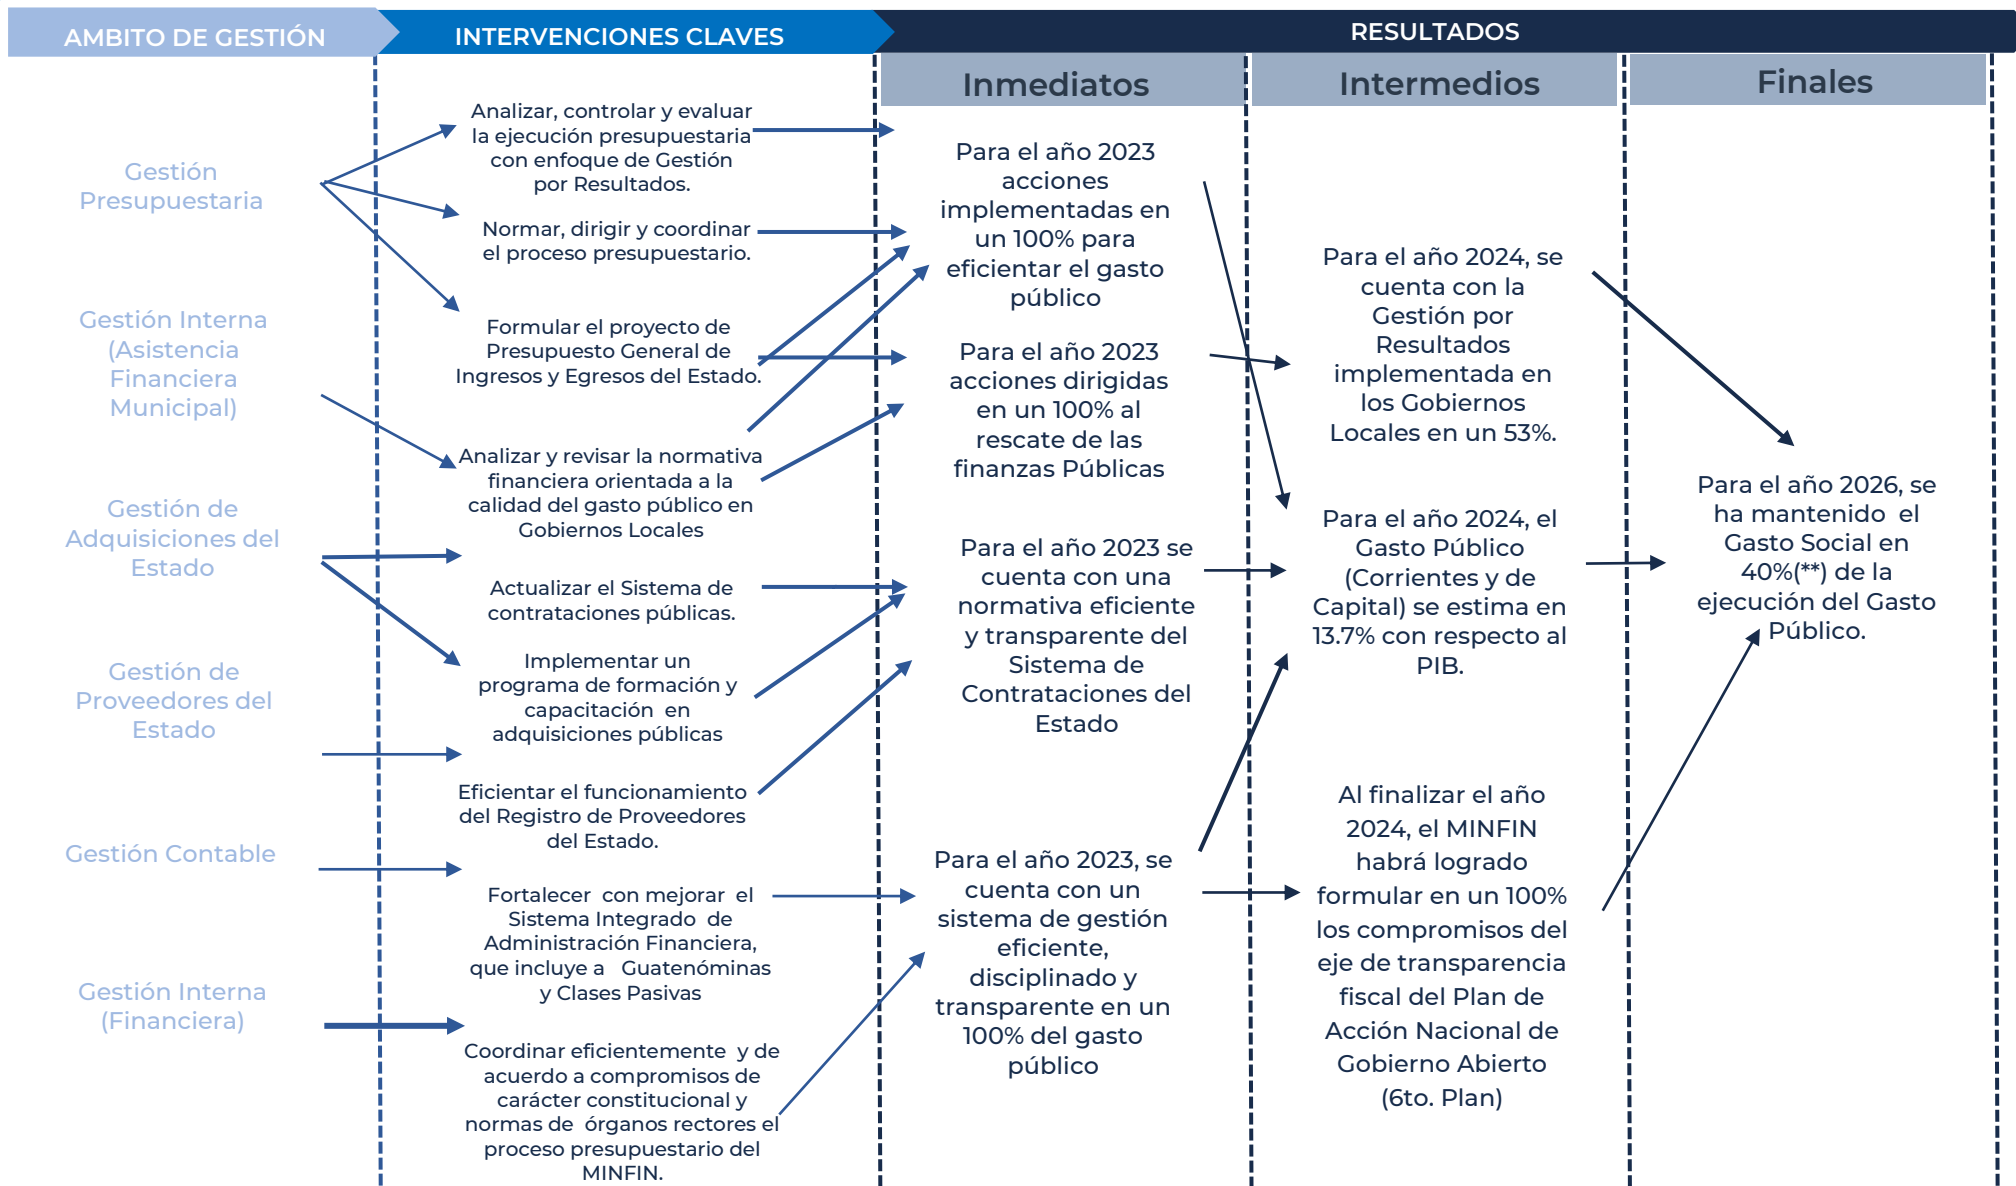 AMBITO DE GESTIÓN
INTERVENCIONES CLAVES
RESULTADOS
Inmediatos
Intermedios
Finales
Gestión
Presupuestaria
Gestión Interna
(Asistencia
Financiera
Municipal)
Gestión de
Adquisiciones del
Estado
Gestión de
Proveedores del
Estado
Gestión Contable
Gestión Interna
(Financiera)
Analizar, controlar y evaluar
la ejecución presupuestaria
con enfoque de Gestión
por Resultados.
Normar, dirigir y coordinar
el proceso presupuestario.
Formular el proyecto de
Presupuesto General de
Ingresos y Egresos del Estado.
Analizar y revisar la normativa
financiera orientada a la
calidad del gasto público en
Gobiernos Locales
Actualizar el Sistema de
contrataciones públicas.
Implementar un
programa de formación y
capacitación en
adquisiciones públicas
Eficientar el funcionamiento
del Registro de Proveedores
del Estado.
Fortalecer con mejorar el
Sistema Integrado de
Administración Financiera,
que incluye a Guatenóminas
y Clases Pasivas
Coordinar eficientemente y de
acuerdo a compromisos de
carácter constitucional y
normas de órganos rectores el
proceso presupuestario del
MINFIN.
Para el año 2023
acciones
implementadas en
un 100% para
eficientar el gasto
público
Para el año 2023
acciones dirigidas
en un 100% al
rescate de las
finanzas Públicas
Para el año 2023 se
cuenta con una
normativa eficiente
y transparente del
Sistema de
Contrataciones del
Estado
Para el año 2023, se
cuenta con un
sistema de gestión
eficiente,
disciplinado y
transparente en un
100% del gasto
público
Para el año 2024, se
cuenta con la
Gestión por
Resultados
implementada en
los Gobiernos
Locales en un 53%.
Para el año 2024, el
Gasto Público
(Corrientes y de
Capital) se estima en
13.7% con respecto al
PIB.
Al finalizar el año
2024, el MINFIN
habrá logrado
formular en un 100%
los compromisos del
eje de transparencia
fiscal del Plan de
Acción Nacional de
Gobierno Abierto
(6to. Plan)
Para el año 2026, se
ha mantenido el
Gasto Social en
40%(**) de la
ejecución del Gasto
Público.